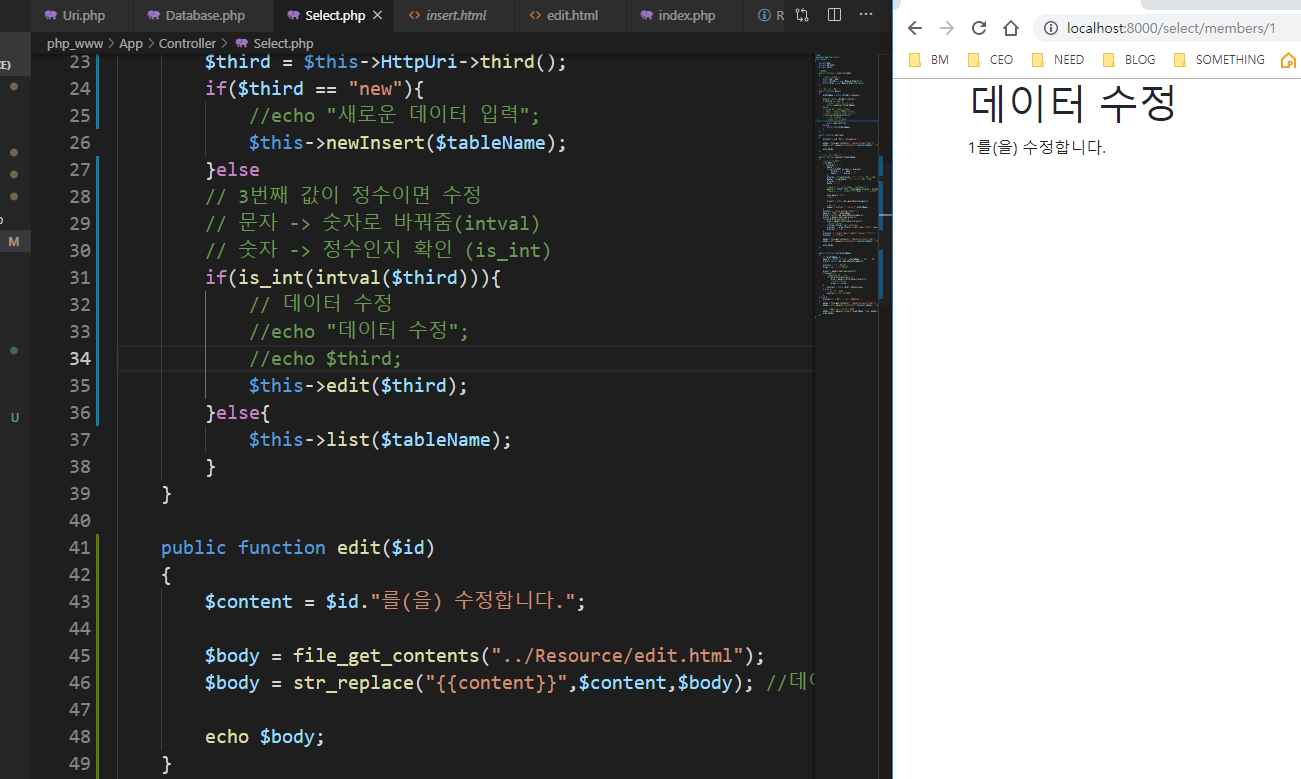 Uri.php Database.php Select.php insert.html edit.html index.php R
php_www > App > Controller > Select.php
23 $third = $this->HttpUri->third();
24 if($third == "new"){
25 //echo "새로운 데이터 입력";
26 $this->newInsert($tableName);
27 }else
28 // 3번째 값이 정수이면 수정
29 // 문자 -> 숫자로 바꿔줌(intval)
30 // 숫자 -> 정수인지 확인 (is_int)
31 if(is_int(intval($third))){
32 // 데이터 수정
33 //echo "데이터 수정";
34 //echo $third;
35 $this->edit($third);
36 }else{
37 $this->list($tableName);
38 }
39 }
40
41 public function edit($id)
42 {
43 $content = $id."를(을) 수정합니다.";
44
45 $body = file_get_contents("../Resource/edit.html");
46 $body = str_replace("{{content}}",$content,$body); //데
47
48 echo $body;
49 }
M
U
localhost:8000/select/members/1
BM CEO NEED BLOG SOMETHING
데이터 수정
1를(을) 수정합니다.